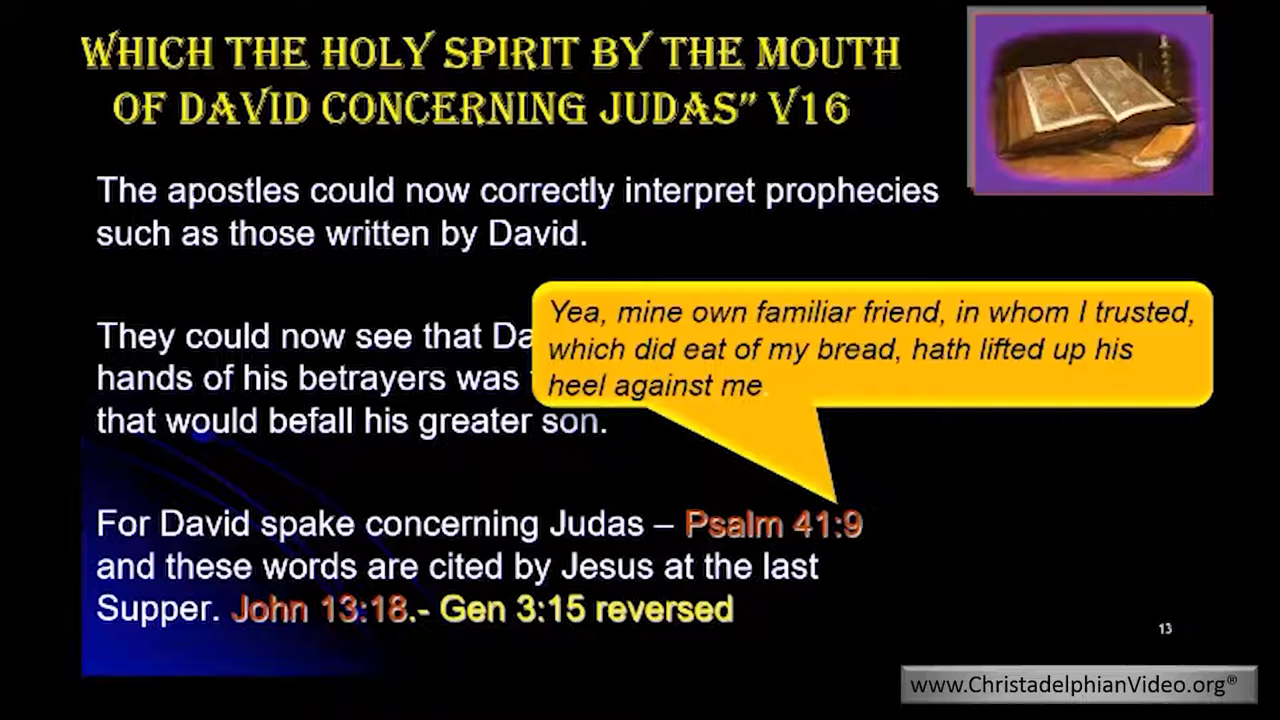 WHICH THE HOLY SPIRIT BY THE MOUTH
OF DAVID CONCERNING JUDAS” V16
The apostles could now correctly interpret prophecies
such as those written by David.
They could now see that
hands of his betrayers was
that would befall his greater son.
Yea, mine own familiar friend, in whom I trusted,
which did eat of my bread, hath lifted up his
heel against me.
For David spake concerning Judas – Psalm 41:9
and these words are cited by Jesus at the last
Supper. John 13:18.- Gen 3:15 reversed
13
www.ChristadelphianVideo.org®